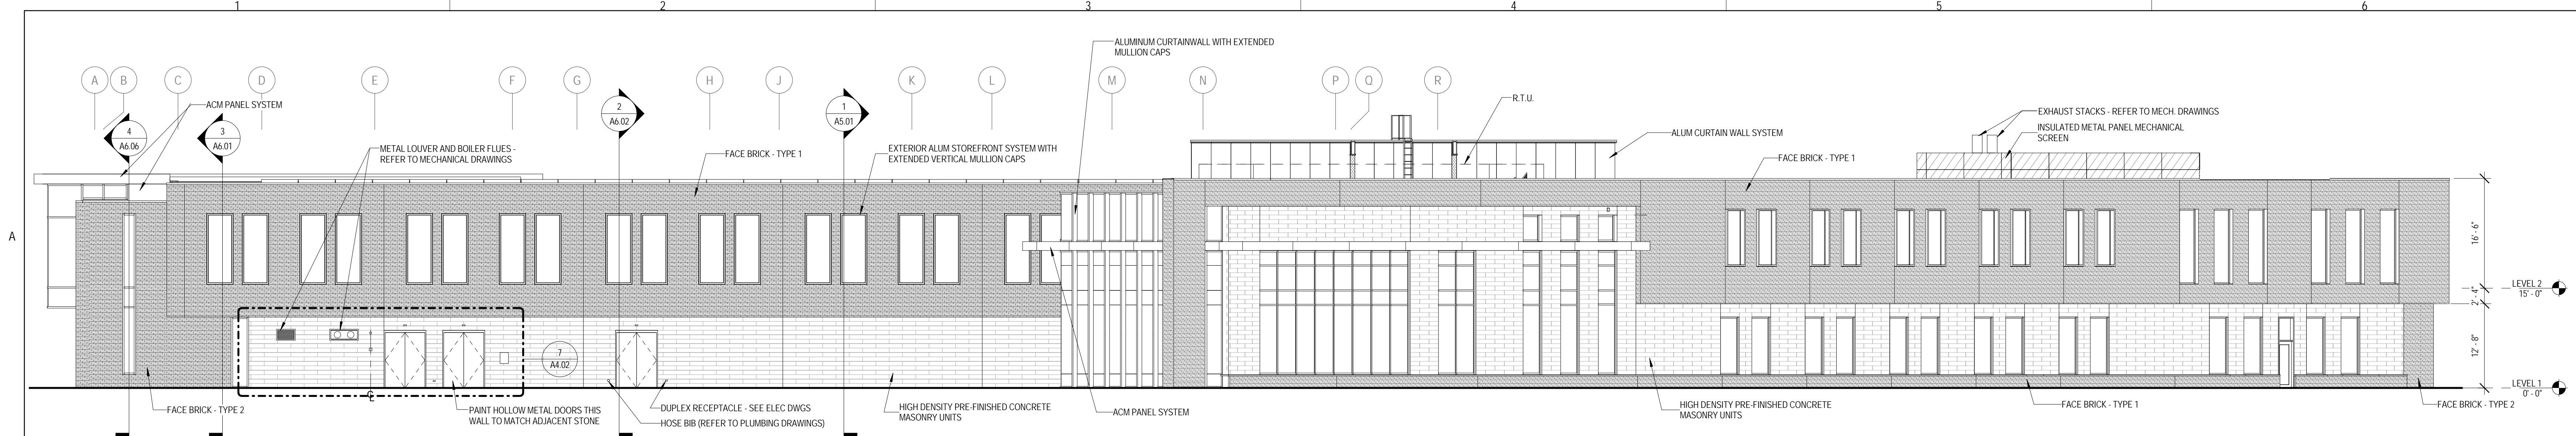 1
2
3
4
5
6
A
ALUMINUM CURTAINWALL WITH EXTENDED
MULLION CAPS
A
B
C
D
E
F
G
H
J
K
L
M
N
P
Q
R
ACM PANEL SYSTEM
4
A6.06
3
A6.01
2
A6.02
1
A5.01
METAL LOUVER AND BOILER FLUES -
REFER TO MECHANICAL DRAWINGS
FACE BRICK - TYPE 1
EXTERIOR ALUM STOREFRONT SYSTEM WITH
EXTENDED VERTICAL MULLION CAPS
R.T.U.
ALUM CURTAIN WALL SYSTEM
FACE BRICK - TYPE 1
EXHAUST STACKS - REFER TO MECH. DRAWINGS
INSULATED METAL PANEL MECHANICAL
SCREEN
16' - 6"
2' - 4"
12' - 8"
LEVEL 2
15' - 0"
LEVEL 1
0' - 0"
7
A4.02
CL
FACE BRICK - TYPE 2
PAINT HOLLOW METAL DOORS THIS
WALL TO MATCH ADJACENT STONE
DUPLEX RECEPTACLE - SEE ELEC DWGS
HOSE BIB (REFER TO PLUMBING DRAWINGS)
HIGH DENSITY PRE-FINISHED CONCRETE
MASONRY UNITS
ACM PANEL SYSTEM
HIGH DENSITY PRE-FINISHED CONCRETE
MASONRY UNITS
FACE BRICK - TYPE 1
FACE BRICK - TYPE 2